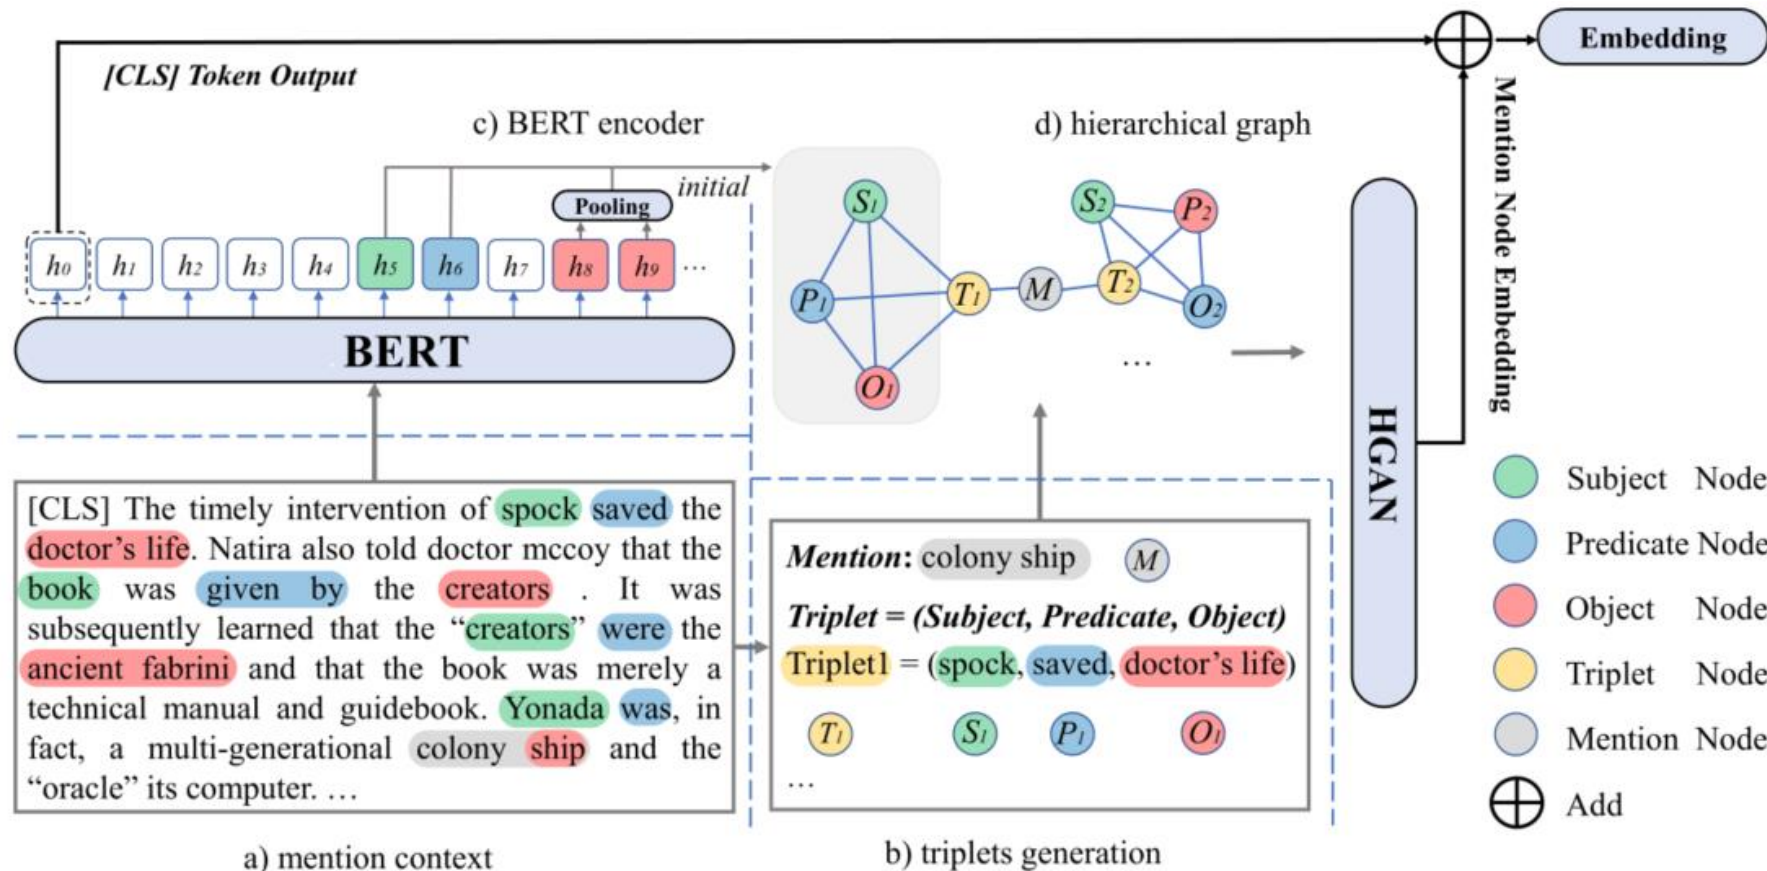 Embedding
[CLS] Token Output
Mention Node Embedding
c) BERT encoder
d) hierarchical graph
initial
Pooling
h0 h1 h2 h3 h4 h5 h6 h7 h8 h9 ...
BERT
S1
P1
T1
O1
M
S2
P2
T2
O2
...
HGAN
[CLS] The timely intervention of spock saved the
doctor's life. Natira also told doctor mccoy that the
book was given by the creators . It was
subsequently learned that the “creators” were the
ancient fabrini and that the book was merely a
technical manual and guidebook. Yonada was, in
fact, a multi-generational colony ship and the
“oracle” its computer. …
a) mention context
Mention: colony ship M
Triplet = (Subject, Predicate, Object)
Triplet1 = (spock, saved, doctor's life)
T1 S1 P1 O1
...
b) triplets generation
Subject Node
Predicate Node
Object Node
Triplet Node
Mention Node
Add